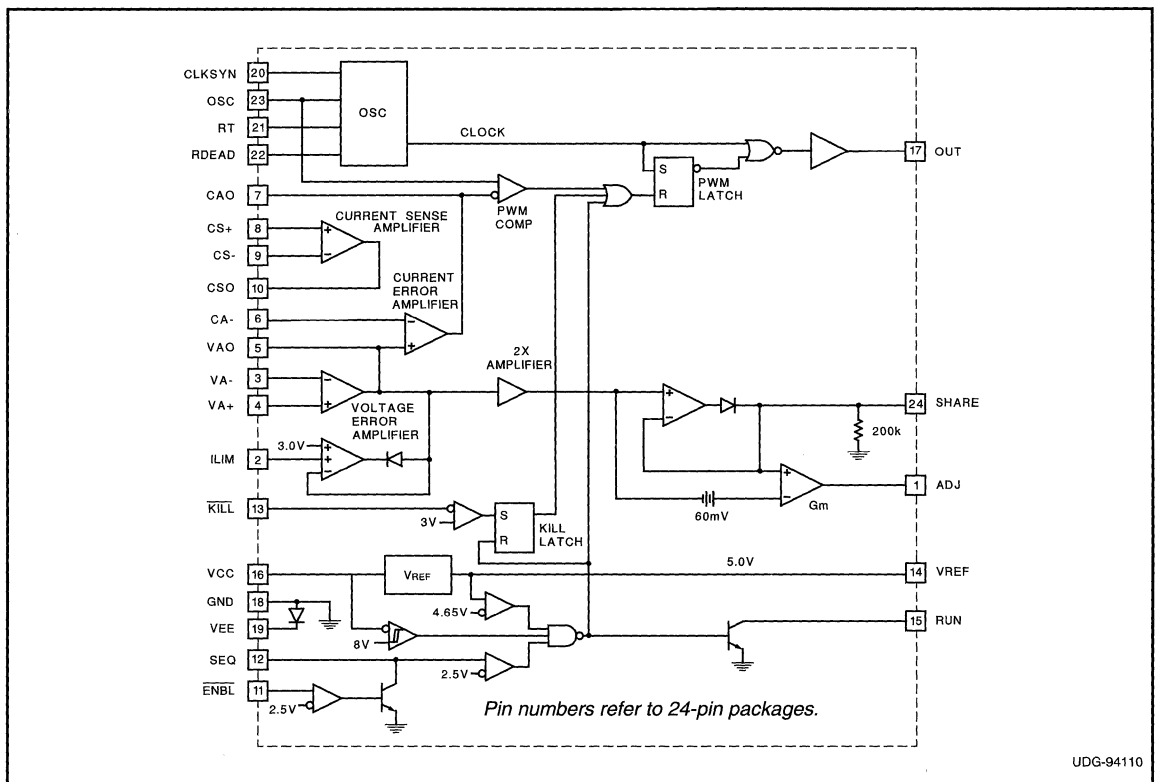 CLKSYN 20
OSC 23
RT 21
RDEAD 22
CAO 7
CS+ 8
CS- 9
CSO 10
CA- 6
VAO 5
VA- 3
VA+ 4
ILIM 2
KILL 13
VCC 16
GND 18
VEE 19
SEQ 12
ENBL 11
OSC
CLOCK
S
R
PWM
LATCH
17 OUT
PWM
COMP
CURRENT SENSE
AMPLIFIER
CURRENT
ERROR
AMPLIFIER
+
−
−
+
2X
AMPLIFIER
−
+
VOLTAGE
ERROR
AMPLIFIER
3.0V
+
+
−
+
−
24 SHARE
200k
+
−
Gm
60mV
1 ADJ
3V
S
R
KILL
LATCH
VREF
5.0V
14 VREF
4.65V
8V
2.5V
2.5V
15 RUN
Pin numbers refer to 24-pin packages.
UDG-94110